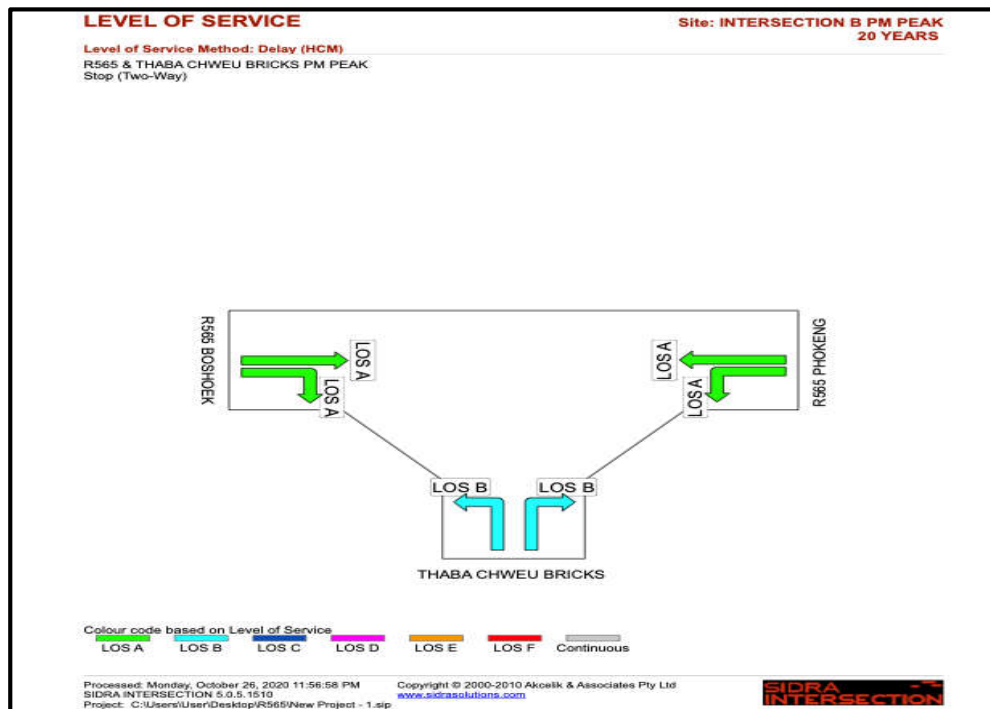 LEVEL OF SERVICE
Site: INTERSECTION B PM PEAK
20 YEARS
Level of Service Method: Delay (HCM)
R565 & THABA CHWEU BRICKS PM PEAK
Stop (Two-Way)
R565 BOSHOEK
LOS A
LOS A
LOS A
LOS A
R565 PHOKENG
LOS B
LOS B
THABA CHWEU BRICKS
Colour code based on Level of Service
LOS A LOS B LOS C LOS D LOS E LOS F Continuous
Processed: Monday, October 26, 2020 11:56:58 PM Copyright © 2000-2010 Akcelik & Associates Pty Ltd
SIDRA INTERSECTION 5.0.5.1510 www.sidrasolutions.com
Project: C:\Users\User\Desktop\R565\New Project - 1.sip
SIDRA
INTERSECTION